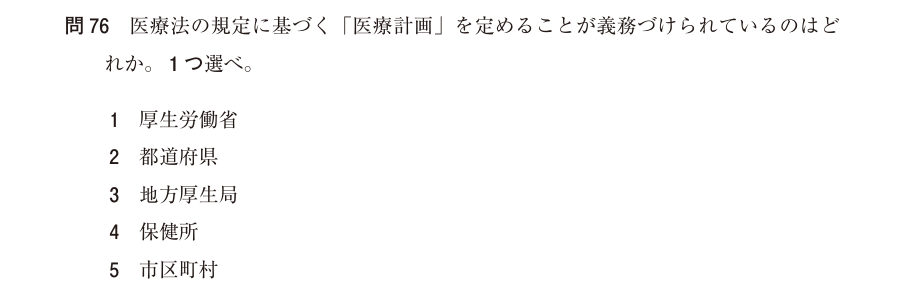 問 76　医療法の規定に基づく「医療計画」を定めることが義務づけられているのはど
れか。1 つ選べ。
1　厚生労働省
2　都道府県
3　地方厚生局
4　保健所
5　市区町村